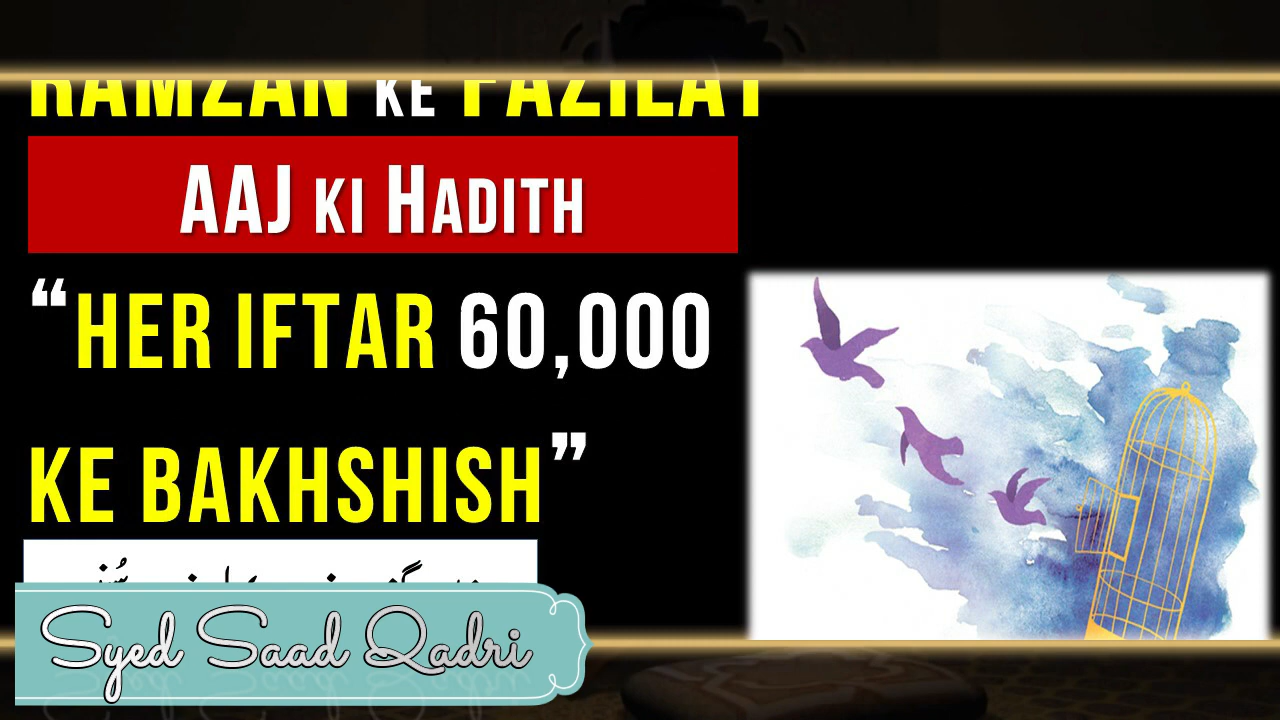 RAMZAN KE FAZILAT
AAJ KI HADITH
“HER IFTAR 60,000
KE BAKHSHISH”
Syed Saad Qadri